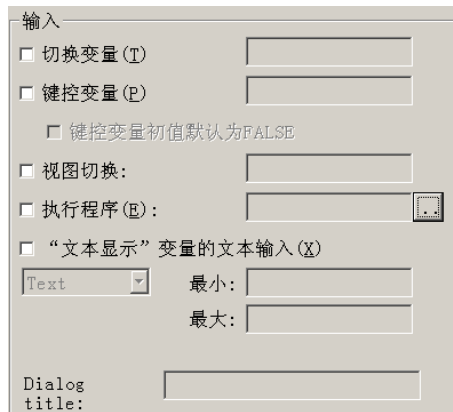 输入
切换变量(T)
键控变量(P)
键控变量初值默认为FALSE
视图切换:
执行程序(E):
..
“文本显示”变量的文本输入(X)
Text
最小:
最大:
Dialog
title: